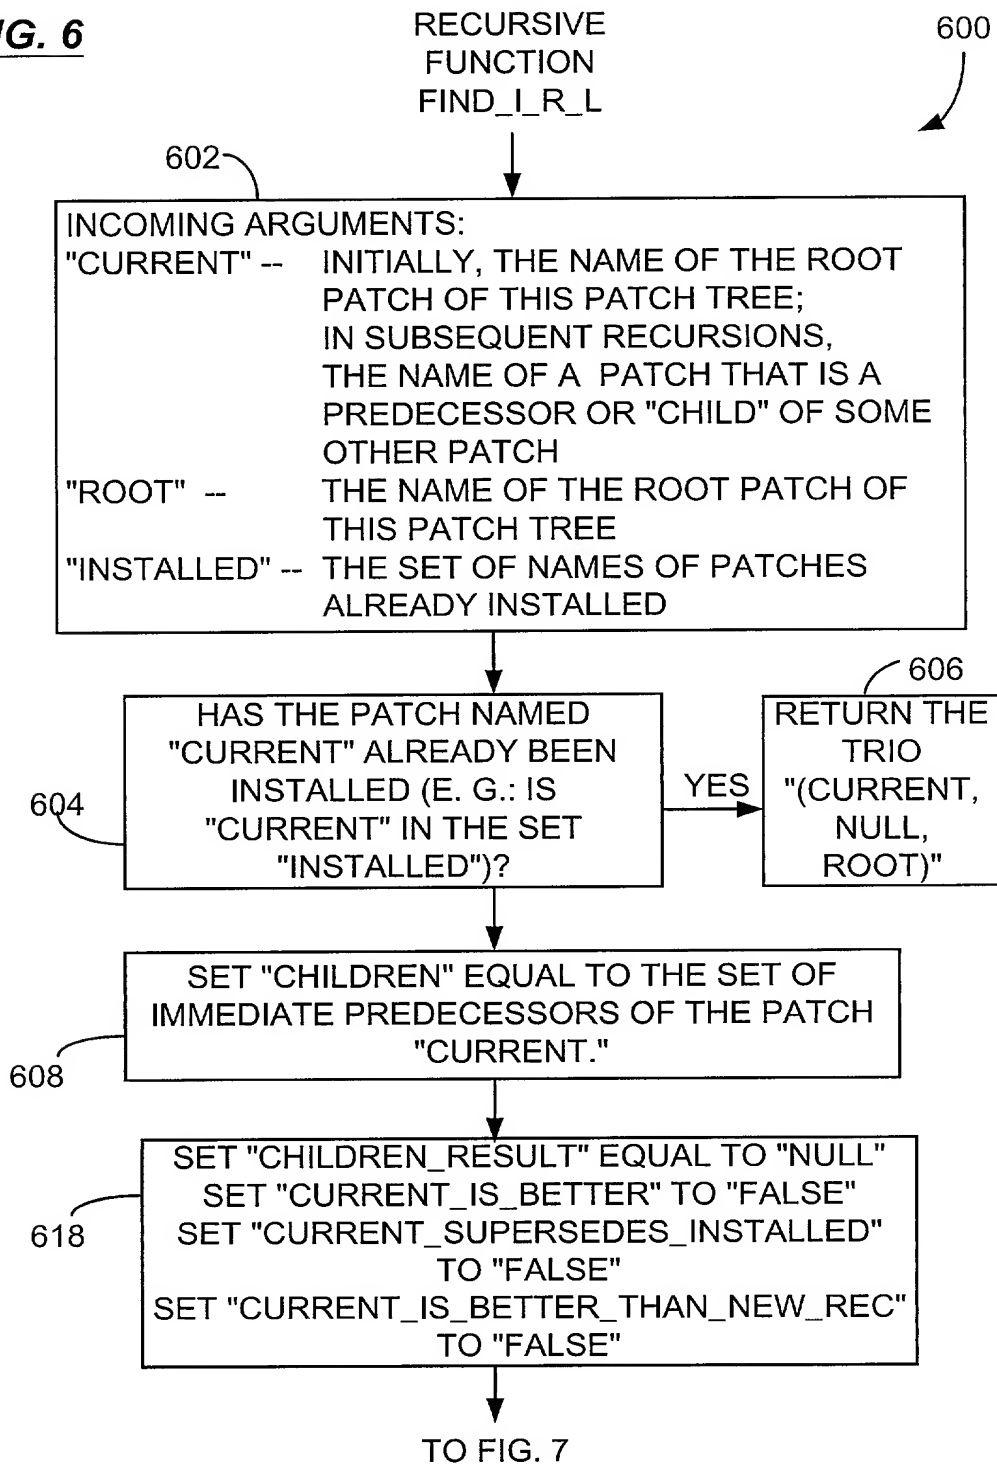 IG. 6
RECURSIVE
FUNCTION
FIND_I_R_L
600
602
INCOMING ARGUMENTS:
"CURRENT" -- INITIALLY, THE NAME OF THE ROOT
PATCH OF THIS PATCH TREE;
IN SUBSEQUENT RECURSIONS,
THE NAME OF A PATCH THAT IS A
PREDECESSOR OR "CHILD" OF SOME
OTHER PATCH
"ROOT" -- THE NAME OF THE ROOT PATCH OF
THIS PATCH TREE
"INSTALLED" -- THE SET OF NAMES OF PATCHES
ALREADY INSTALLED
604
HAS THE PATCH NAMED
"CURRENT" ALREADY BEEN
INSTALLED (E. G.: IS
"CURRENT" IN THE SET
"INSTALLED")?
YES
606
RETURN THE
TRIO
"(CURRENT,
NULL,
ROOT)"
608
SET "CHILDREN" EQUAL TO THE SET OF
IMMEDIATE PREDECESSORS OF THE PATCH
"CURRENT."
618
SET "CHILDREN_RESULT" EQUAL TO "NULL"
SET "CURRENT_IS_BETTER" TO "FALSE"
SET "CURRENT_SUPERSEDES_INSTALLED"
TO "FALSE"
SET "CURRENT_IS_BETTER_THAN_NEW_REC"
TO "FALSE"
TO FIG. 7